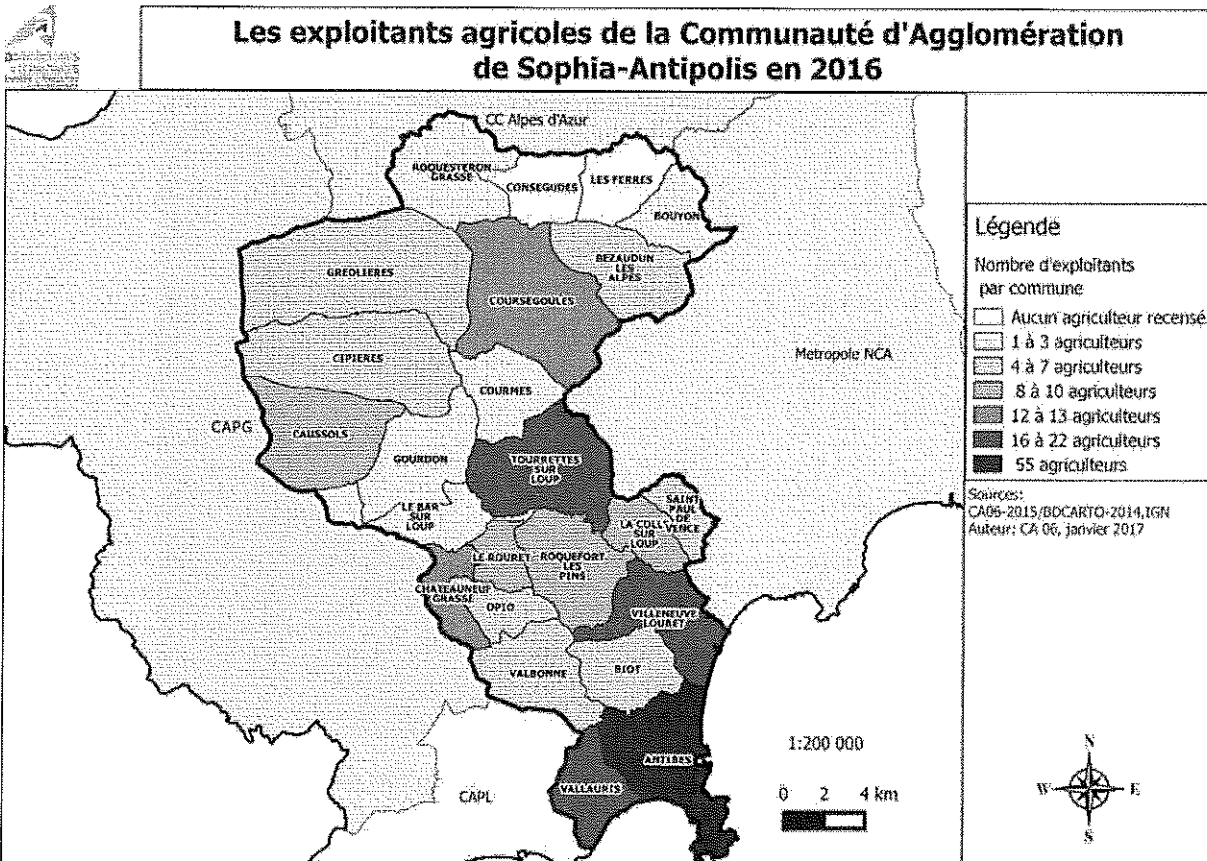 Les exploitants agricoles de la Communauté d'Agglomération
de Sophia-Antipolis en 2016
CC Alpes d'Azur
ROQUESTERON
GRASSE
CONSEGUDES
LES FERRES
BOUYON
GREOLIERES
COURSEGOULES
BEZAUDUN
LES
ALPES
CIPIERES
COURMES
Metropole NCA
CAPG
CAUSSOLS
GOURDON
TOURRETTES
SUR
LOUP
LE BAR
SUR
LOUP
SAINT
PAUL
DE
VENCE
LA COLL
SUR
LOUP
LE ROURET
ROQUEFORT
LES
PINS
CHATEAUNEUF
GRASSE
OPIO
VILLENEUVE
LOUBET
VALBONNE
BIOT
ANTIBES
VALLAURIS
CAPL
1:200 000
0 2 4 km
Légende
Nombre d'exploitants
par commune
Aucun agriculteur recensé
1 à 3 agriculteurs
4 à 7 agriculteurs
8 à 10 agriculteurs
12 à 13 agriculteurs
16 à 22 agriculteurs
55 agriculteurs
Sources:
CA06-2015/BDCARTO-2014,IGN
Auteur: CA 06, janvier 2017
N
W E
S